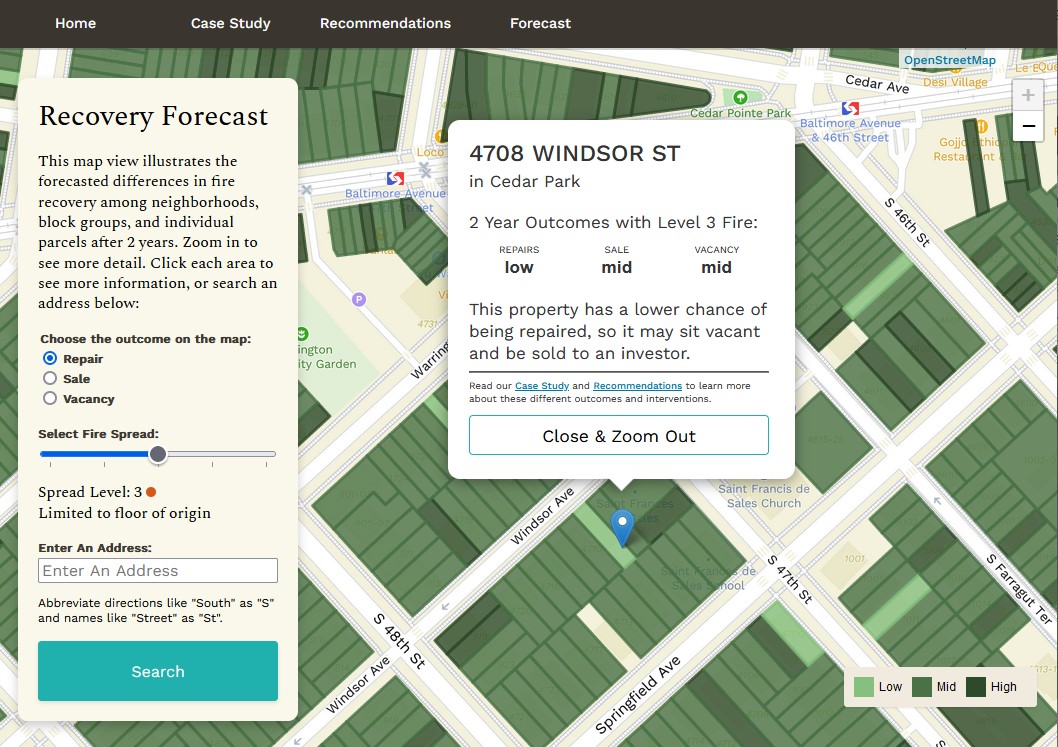 Home
Case Study
Recommendations
Forecast
Recovery Forecast
This map view illustrates the
forecasted differences in fire
recovery among neighborhoods,
block groups, and individual
parcels after 2 years. Zoom in to
see more detail. Click each area to
see more information, or search an
address below:
Choose the outcome on the map:
Repair
Sale
Vacancy
Select Fire Spread:
Spread Level: 3
Limited to floor of origin
Enter An Address:
Enter An Address
Abbreviate directions like "South" as "S"
and names like "Street" as "St".
Search
4708 WINDSOR ST
in Cedar Park
2 Year Outcomes with Level 3 Fire:
REPAIRS SALE VACANCY
low mid mid
This property has a lower chance of
being repaired, so it may sit vacant
and be sold to an investor.
Read our Case Study and Recommendations to learn more
about these different outcomes and interventions.
Close & Zoom Out
OpenStreetMap
+
−
Cedar Ave
Desi Village
Cedar Pointe Park
Baltimore Avenue
& 46th Street
Loco
Baltimore Avenue
P
4731
Warring
S 46th St
Saint Francis de
Sales Church
Windsor Ave
Saint Frances de
Sales School
1001
S 47th St
S Farragut Ter
S 48th St
Windsor Ave
Springfield Ave
Low
Mid
High